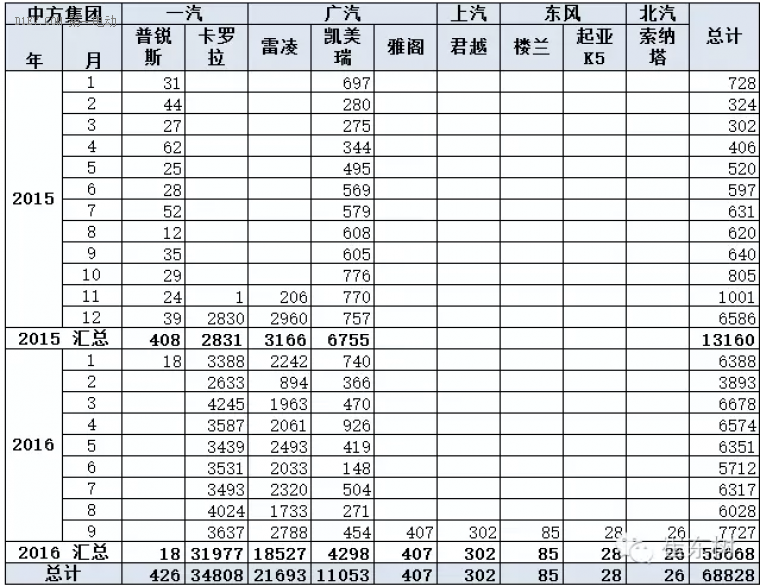 中方集团 一汽 广汽 上汽 东风 北汽 总计
年 月 普锐斯 卡罗拉 雷凌 凯美瑞 雅阁 君越 楼兰 起亚K5 索纳塔
2015
1 31 697 728
2 44 280 324
3 27 275 302
4 62 344 406
5 25 495 520
6 28 569 597
7 52 579 631
8 12 608 620
9 35 605 640
10 29 776 805
11 24 1 206 770 1001
12 39 2830 2960 757 6586
2015 汇总 408 2831 3166 6755 13160
2016
1 18 3388 2242 740 6388
2 2633 894 366 3893
3 4245 1963 470 6678
4 3587 2061 926 6574
5 3439 2493 419 6351
6 3531 2033 148 5712
7 3493 2320 504 6317
8 4024 1733 271 6028
9 3637 2788 454 407 302 85 28 26 7727
2016 汇总 18 31977 18527 4298 407 302 85 28 26 55668
总计 426 34808 21693 11053 407 302 85 28 26 68828